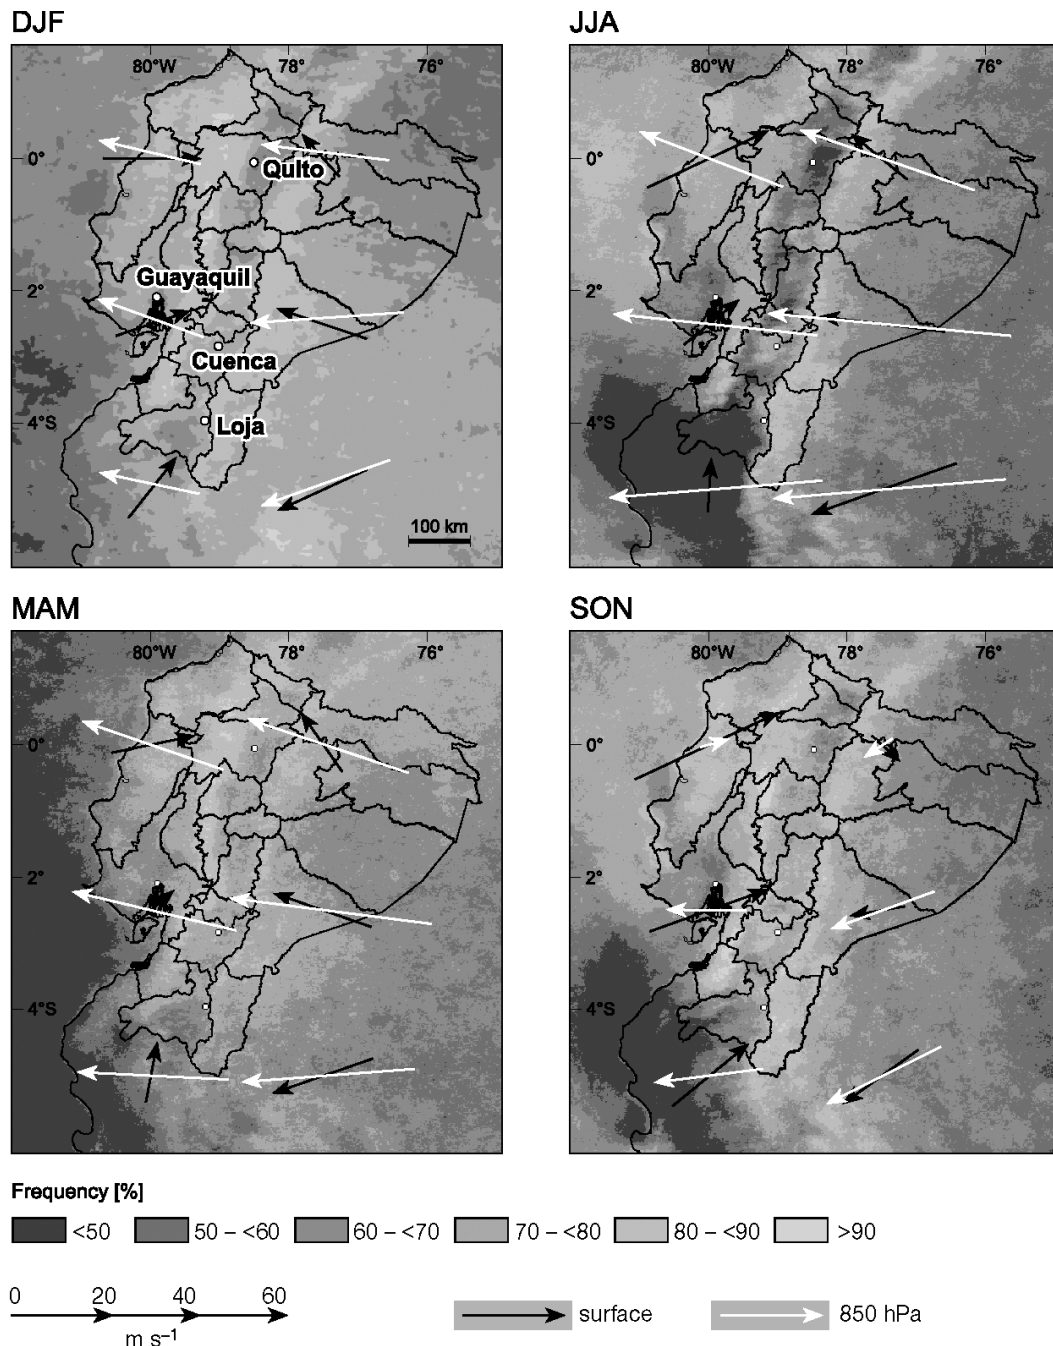 DJF
JJA
80°W 78° 76°
80°W 78° 76°
0°
Quito
0°
Guayaquil
2°
2°
Cuenca
4°S
Loja
4°S
100 km
MAM
SON
80°W 78° 76°
80°W 78° 76°
0°
0°
2°
2°
4°S
4°S
Frequency [%]
<50 50 – <60 60 – <70 70 – <80 80 – <90 >90
0 20 40 60
m s⁻¹
surface 850 hPa